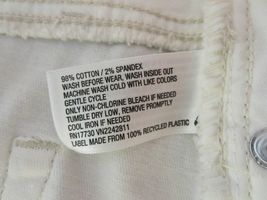 98% COTTON / 2% SPANDEX
WASH BEFORE WEAR, WASH INSIDE OUT
MACHINE WASH COLD WITH LIKE COLORS
GENTLE CYCLE
ONLY NON-CHLORINE BLEACH IF NEEDED
TUMBLE DRY LOW, REMOVE PROMPTLY
COOL IRON IF NEEDED
RN17730 VN2242811
LABEL MADE FROM 100% RECYCLED PLASTIC